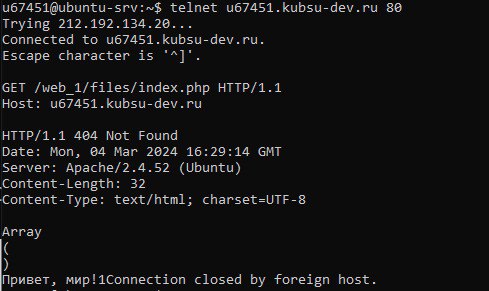 u67451@ubuntu-srv:~$ telnet u67451.kubsu-dev.ru 80
Trying 212.192.134.20...
Connected to u67451.kubsu-dev.ru.
Escape character is '^]'.
GET /web_1/files/index.php HTTP/1.1
Host: u67451.kubsu-dev.ru
HTTP/1.1 404 Not Found
Date: Mon, 04 Mar 2024 16:29:14 GMT
Server: Apache/2.4.52 (Ubuntu)
Content-Length: 32
Content-Type: text/html; charset=UTF-8
Array
(
)
Привет, мир!1Connection closed by foreign host.